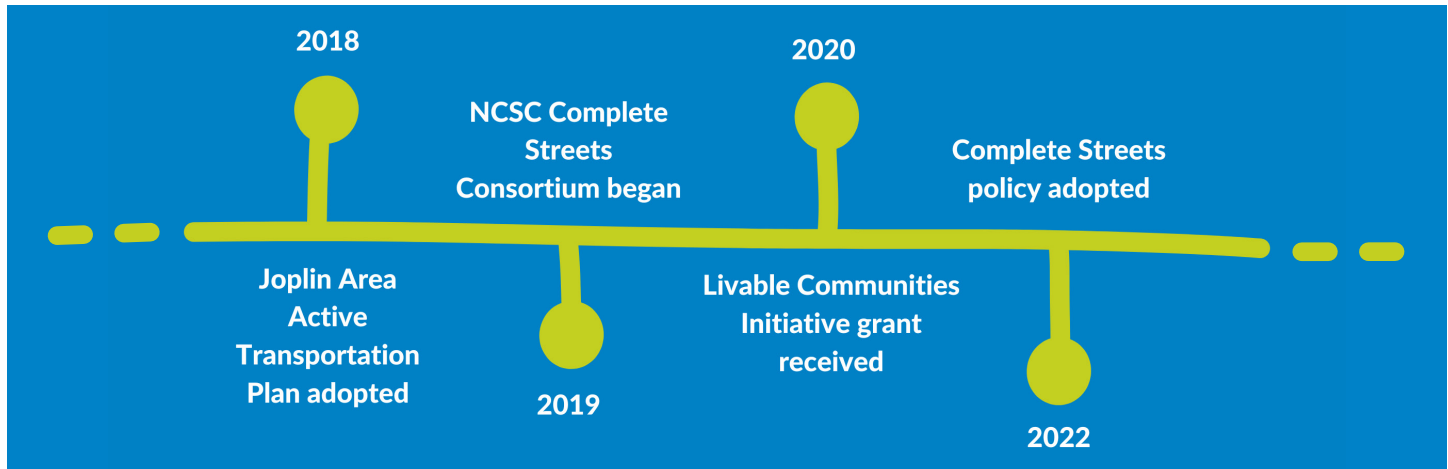 2018
Joplin Area
Active
Transportation
Plan adopted
NCSC Complete
Streets
Consortium began
2019
2020
Livable Communities
Initiative grant
received
Complete Streets
policy adopted
2022